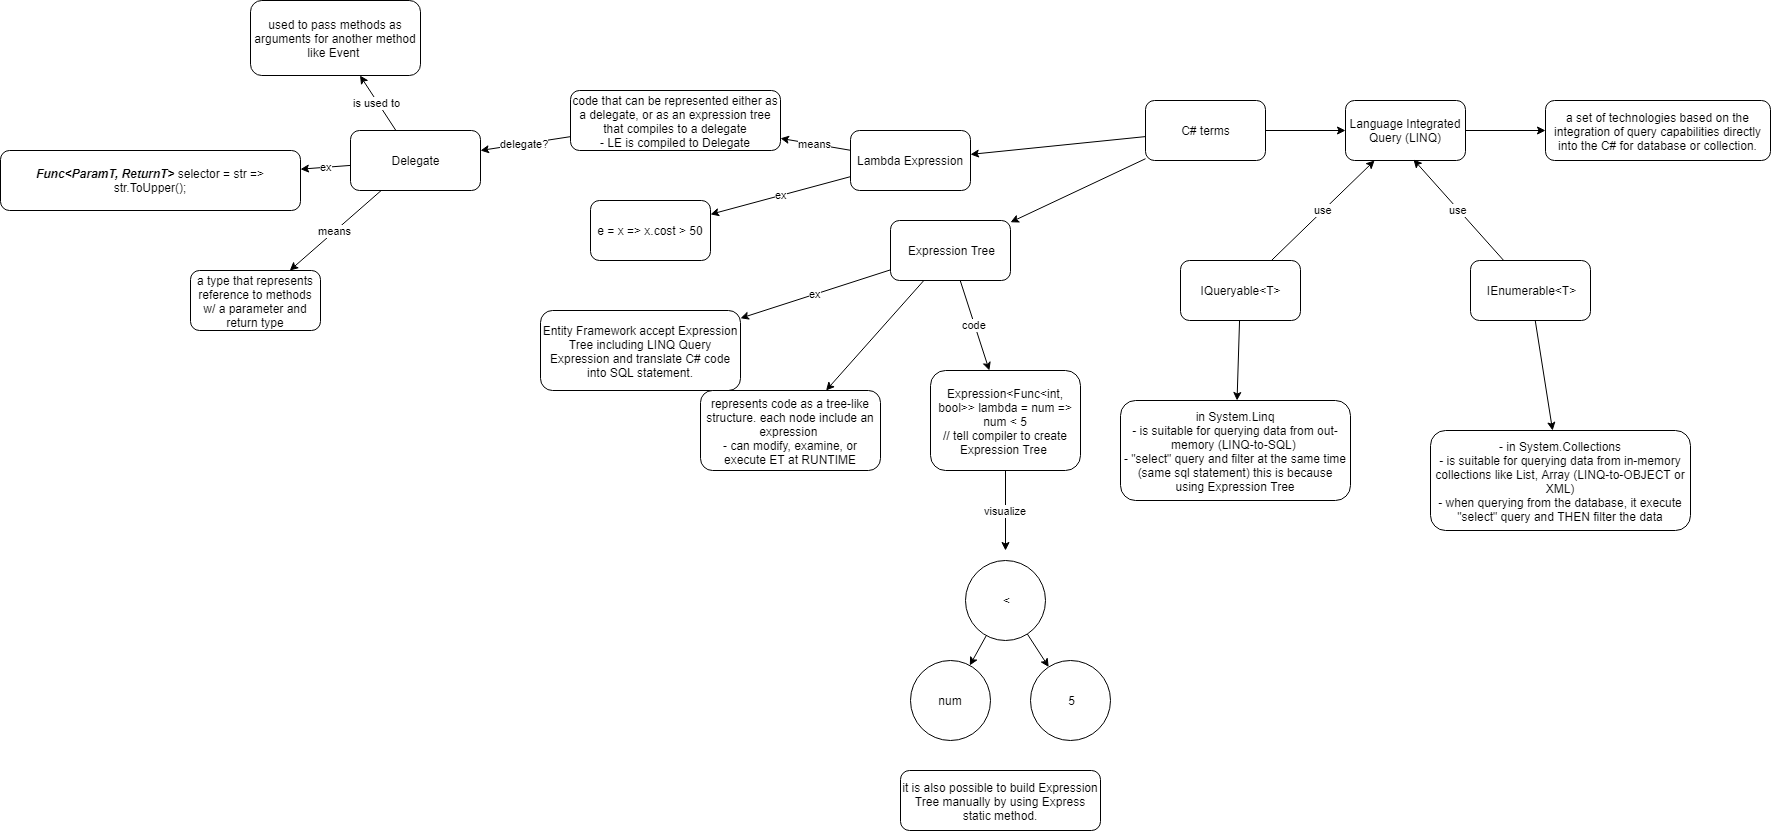 used to pass methods as
arguments for another method
like Event
is used to
Delegate
ex
Func<ParamT, ReturnT> selector = str =>
str.ToUpper();
means
a type that represents
reference to methods
w/ a parameter and
return type
delegate?
code that can be represented either as
a delegate, or as an expression tree
that compiles to a delegate
- LE is compiled to Delegate
means
Lambda Expression
ex
e = x => x.cost > 50
C# terms
Language Integrated
Query (LINQ)
a set of technologies based on the
integration of query capabilities directly
into the C# for database or collection.
Expression Tree
ex
Entity Framework accept Expression
Tree including LINQ Query
Expression and translate C# code
into SQL statement.
represents code as a tree-like
structure. each node include an
expression
- can modify, examine, or
execute ET at RUNTIME
code
Expression<Func<int,
bool>> lambda = num =>
num < 5
// tell compiler to create
Expression Tree
visualize
<
num
5
it is also possible to build Expression
Tree manually by using Express
static method.
use
use
IQueryable<T>
IEnumerable<T>
in System.Linq
- is suitable for querying data from out-
memory (LINQ-to-SQL)
- "select" query and filter at the same time
(same sql statement) this is because
using Expression Tree
- in System.Collections
- is suitable for querying data from in-memory
collections like List, Array (LINQ-to-OBJECT or
XML)
- when querying from the database, it execute
"select" query and THEN filter the data